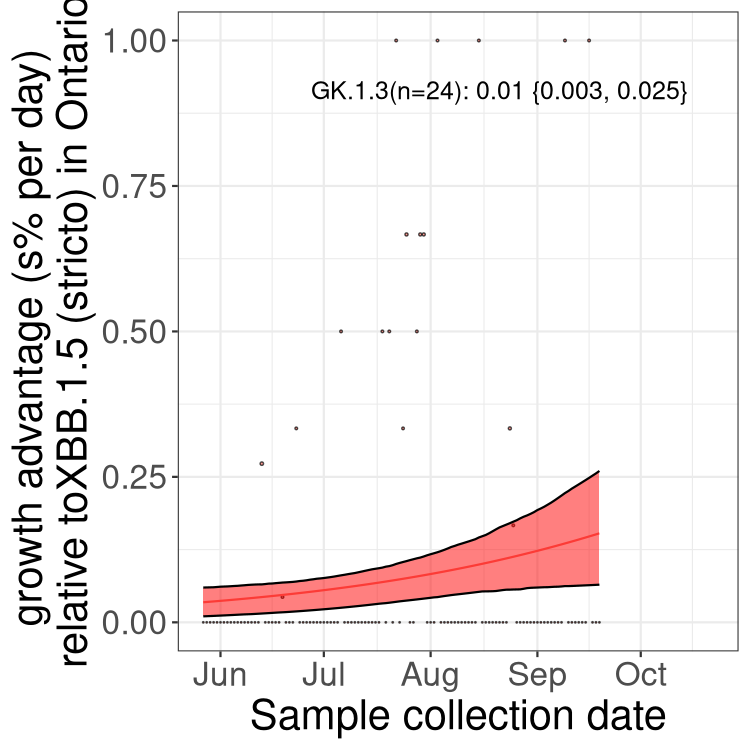 growth advantage (s% per day)
relative toXBB.1.5 (stricto) in Ontario
1.00
0.75
0.50
0.25
0.00
GK.1.3(n=24): 0.01 {0.003, 0.025}
Jun Jul Aug Sep Oct
Sample collection date